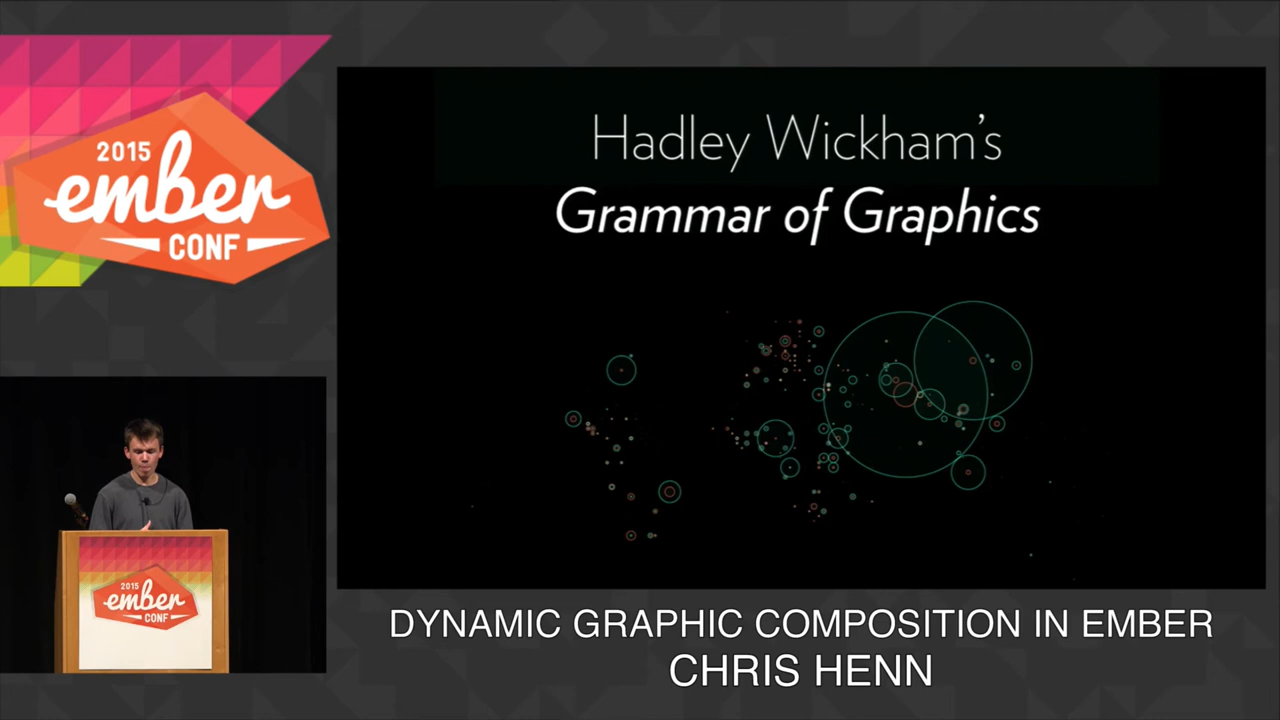 2015
ember
CONF
Hadley Wickham's
Grammar of Graphics
2015
ember
CONF
DYNAMIC GRAPHIC COMPOSITION IN EMBER
CHRIS HENN